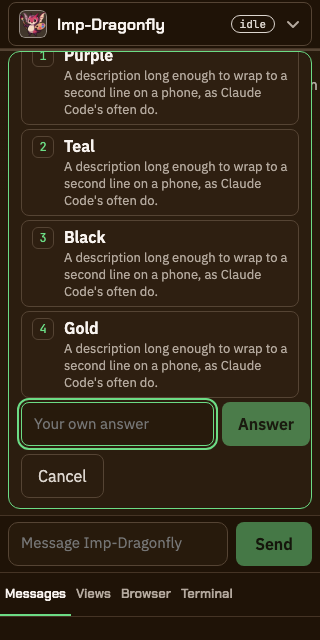 Imp-Dragonfly
idle
1
Purple
A description long enough to wrap to a
second line on a phone, as Claude
Code's often do.
2
Teal
A description long enough to wrap to a
second line on a phone, as Claude
Code's often do.
3
Black
A description long enough to wrap to a
second line on a phone, as Claude
Code's often do.
4
Gold
A description long enough to wrap to a
second line on a phone, as Claude
Code's often do.
Your own answer
Answer
Cancel
Message Imp-Dragonfly
Send
Messages Views Browser Terminal